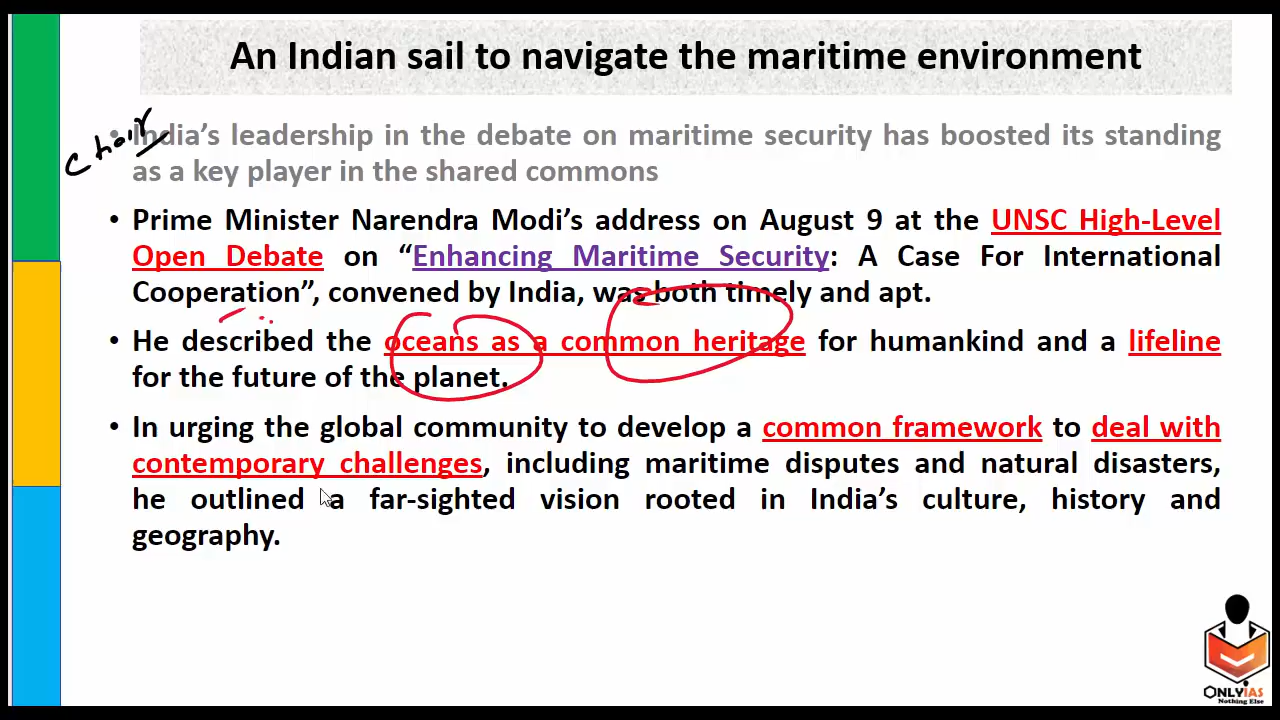 An Indian sail to navigate the maritime environment
chair
• India’s leadership in the debate on maritime security has boosted its standing
as a key player in the shared commons
• Prime Minister Narendra Modi’s address on August 9 at the UNSC High-Level
Open Debate on “Enhancing Maritime Security: A Case For International
Cooperation”, convened by India, was both timely and apt.
• He described the oceans as a common heritage for humankind and a lifeline
for the future of the planet.
• In urging the global community to develop a common framework to deal with
contemporary challenges, including maritime disputes and natural disasters,
he outlined a far-sighted vision rooted in India’s culture, history and
geography.
ONLYIAS
Nothing Else